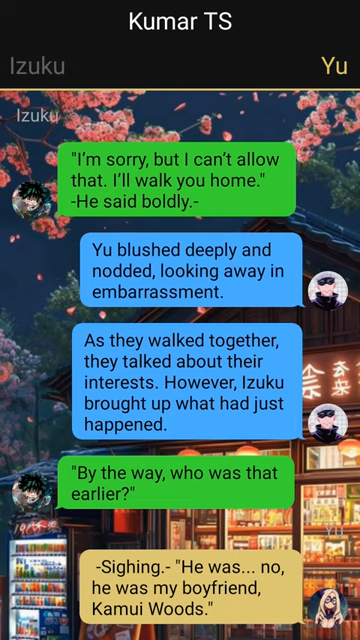 Kumar TS
Izuku
Yu
Izuku
"I'm sorry, but I can't allow
that. I'll walk you home."
-He said boldly.-
Yu blushed deeply and
nodded, looking away in
embarrassment.
As they walked together,
they talked about their
interests. However, Izuku
brought up what had just
happened.
"By the way, who was that
earlier?"
Yu
-Sighing.- "He was... no,
he was my boyfriend,
Kamui Woods."